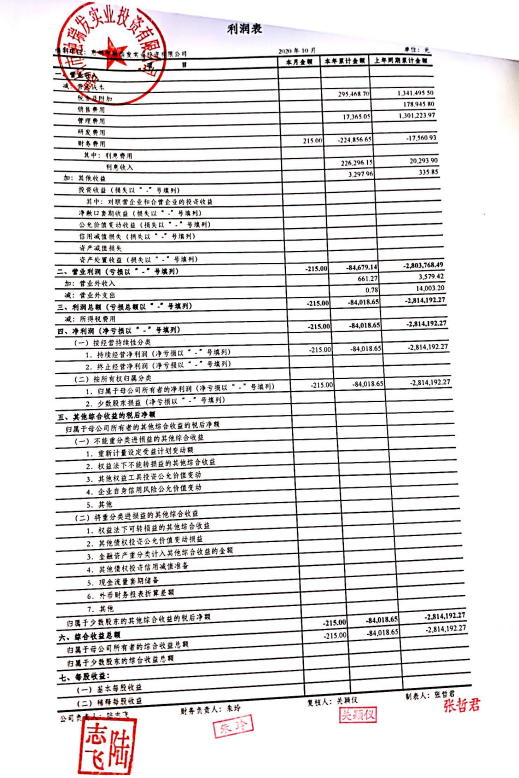 利润表
瑞发实业投资有限公司
2020 年 10 月 单位：元
目 本月金额 本年累计金额 上年同期累计金额
一、营业收入
减：营业成本
税金及附加 295,468.70 1,341,495.50
销售费用 178,945.80
管理费用 17,365.05 1,301,223.97
研发费用
财务费用 215.00 -224,856.65 -17,560.93
其中：利息费用
利息收入 226,296.15 20,293.90
加：其他收益 3,297.96 335.85
投资收益（损失以“-”号填列）
其中：对联营企业和合营企业的投资收益
净敞口套期收益（损失以“-”号填列）
公允价值变动收益（损失以“-”号填列）
信用减值损失（损失以“-”号填列）
资产减值损失
资产处置收益（损失以“-”号填列）
二、营业利润（亏损以“-”号填列） -215.00 -84,679.14 -2,803,768.49
加：营业外收入 661.27 3,579.42
减：营业外支出 0.78 14,003.20
三、利润总额（亏损总额以“-”号填列） -215.00 -84,018.65 -2,814,192.27
减：所得税费用
四、净利润（净亏损以“-”号填列） -215.00 -84,018.65 -2,814,192.27
（一）按经营持续性分类
1．持续经营净利润（净亏损以“-”号填列） -215.00 -84,018.65 -2,814,192.27
2．终止经营净利润（净亏损以“-”号填列）
（二）按所有权归属分类
1．归属于母公司所有者的净利润（净亏损以“-”号填列） -215.00 -84,018.65 -2,814,192.27
2．少数股东损益（净亏损以“-”号填列）
五、其他综合收益的税后净额
归属于母公司所有者的其他综合收益的税后净额
（一）不能重分类进损益的其他综合收益
1．重新计量设定受益计划变动额
2．权益法下不能转损益的其他综合收益
3．其他权益工具投资公允价值变动
4．企业自身信用风险公允价值变动
5．其他
（二）将重分类进损益的其他综合收益
1．权益法下可转损益的其他综合收益
2．其他债权投资公允价值变动损益
3．金融资产重分类计入其他综合收益的金额
4．其他债权投资信用减值准备
5．现金流量套期储备
6．外币财务报表折算差额
7．其他
归属于少数股东的其他综合收益的税后净额
六、综合收益总额 -215.00 -84,018.65 -2,814,192.27
归属于母公司所有者的综合收益总额 -215.00 -84,018.65 -2,814,192.27
归属于少数股东的综合收益总额
七、每股收益：
（一）基本每股收益
（二）稀释每股收益
公司负责人：陆志飞 财务负责人：朱玲 复核人：关颖仪 制表人：张哲君
陆志飞 朱玲 关颖仪 张哲君